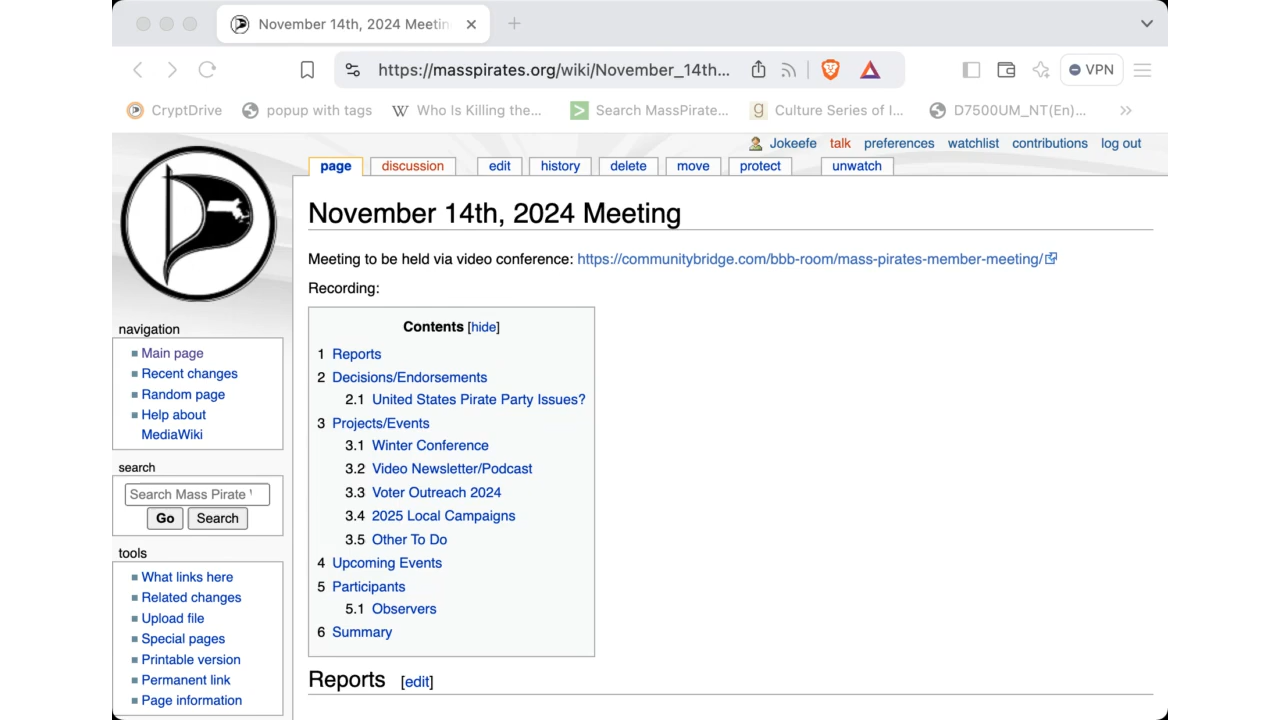 November 14th, 2024 Meetin
https://masspirates.org/wiki/November_14th...
VPN
CryptDrive
popup with tags
W Who Is Killing the...
Search MassPirate...
g Culture Series of I...
D7500UM_NT(En)...
Jokeefe talk preferences watchlist contributions log out
page discussion edit history delete move protect unwatch
November 14th, 2024 Meeting
Meeting to be held via video conference: https://communitybridge.com/bbb-room/mass-pirates-member-meeting/
Recording:
Contents [hide]
1 Reports
2 Decisions/Endorsements
2.1 United States Pirate Party Issues?
3 Projects/Events
3.1 Winter Conference
3.2 Video Newsletter/Podcast
3.3 Voter Outreach 2024
3.4 2025 Local Campaigns
3.5 Other To Do
4 Upcoming Events
5 Participants
5.1 Observers
6 Summary
Reports [edit]
navigation
Main page
Recent changes
Random page
Help about
MediaWiki
search
Search Mass Pirate
Go Search
tools
What links here
Related changes
Upload file
Special pages
Printable version
Permanent link
Page information